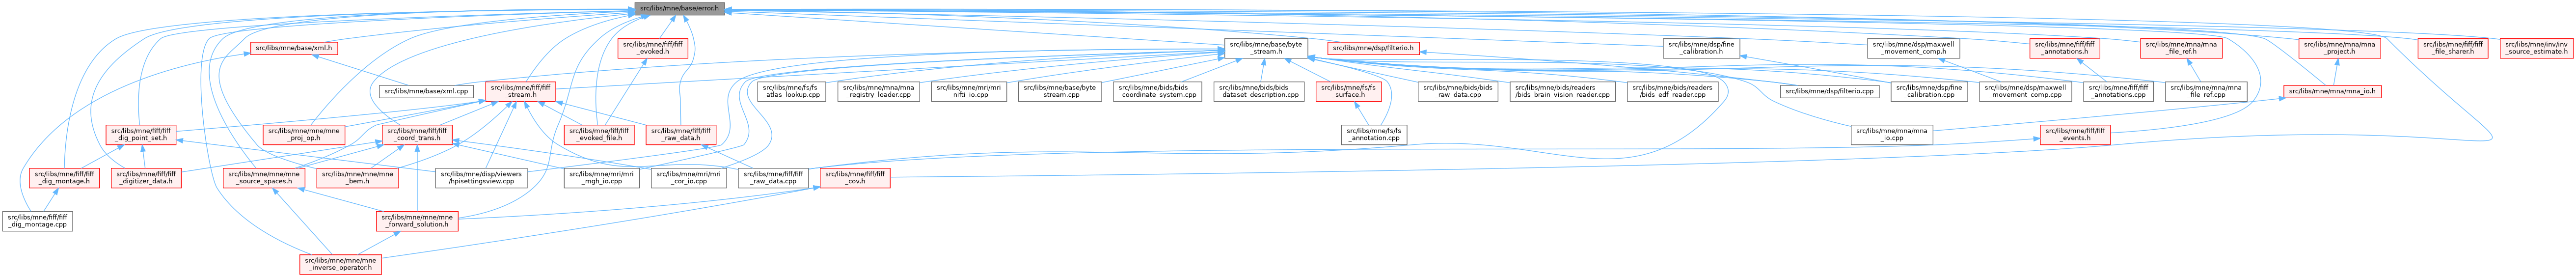 src/libs/mne/base/error.h
src/libs/mne/base/xml.h
src/libs/mne/fiff/fiff
_evoked.h
src/libs/mne/base/byte
_stream.h
src/libs/mne/dsp/filterio.h
src/libs/mne/dsp/fine
_calibration.h
src/libs/mne/dsp/maxwell
_movement_comp.h
src/libs/mne/fiff/fiff
_annotations.h
src/libs/mne/mna/mna
_file_ref.h
src/libs/mne/mna/mna
_project.h
src/libs/mne/fiff/fiff
_file_sharer.h
src/libs/mne/inv/inv
_source_estimate.h
src/libs/mne/base/xml.cpp
src/libs/mne/fiff/fiff
_stream.h
src/libs/mne/fs/fs
_atlas_lookup.cpp
src/libs/mne/mna/mna
_registry_loader.cpp
src/libs/mne/mri/mri
_nifti_io.cpp
src/libs/mne/base/byte
_stream.cpp
src/libs/mne/bids/bids
_coordinate_system.cpp
src/libs/mne/bids/bids
_dataset_description.cpp
src/libs/mne/fs/fs
_surface.h
src/libs/mne/bids/bids
_raw_data.cpp
src/libs/mne/bids/readers
/bids_brain_vision_reader.cpp
src/libs/mne/bids/readers
/bids_edf_reader.cpp
src/libs/mne/dsp/filterio.cpp
src/libs/mne/dsp/fine
_calibration.cpp
src/libs/mne/dsp/maxwell
_movement_comp.cpp
src/libs/mne/fiff/fiff
_annotations.cpp
src/libs/mne/mna/mna
_file_ref.cpp
src/libs/mne/mna/mna_io.h
src/libs/mne/fiff/fiff
_dig_point_set.h
src/libs/mne/mne/mne
_proj_op.h
src/libs/mne/fiff/fiff
_coord_trans.h
src/libs/mne/fiff/fiff
_evoked_file.h
src/libs/mne/fiff/fiff
_raw_data.h
src/libs/mne/fs/fs
_annotation.cpp
src/libs/mne/mna/mna
_io.cpp
src/libs/mne/fiff/fiff
_events.h
src/libs/mne/fiff/fiff
_dig_montage.h
src/libs/mne/fiff/fiff
_digitizer_data.h
src/libs/mne/mne/mne
_source_spaces.h
src/libs/mne/mne/mne
_bem.h
src/libs/mne/disp/viewers
/hpisettingsview.cpp
src/libs/mne/mri/mri
_mgh_io.cpp
src/libs/mne/mri/mri
_cor_io.cpp
src/libs/mne/fiff/fiff
_raw_data.cpp
src/libs/mne/fiff/fiff
_cov.h
src/libs/mne/fiff/fiff
_dig_montage.cpp
src/libs/mne/mne/mne
_forward_solution.h
src/libs/mne/mne/mne
_inverse_operator.h